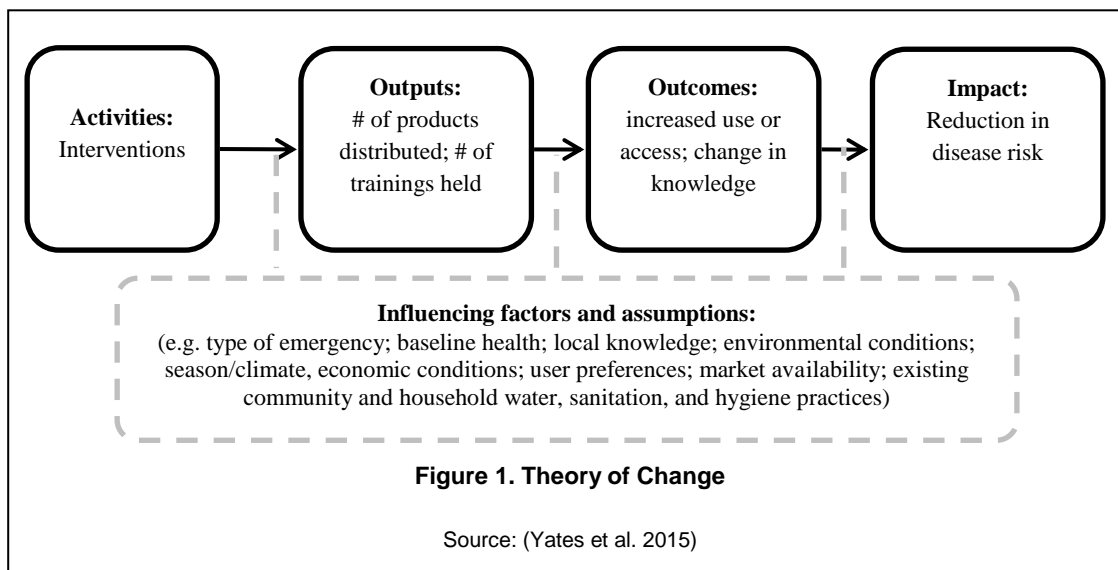 Activities:
Interventions
Outputs:
# of products
distributed; # of
trainings held
Outcomes:
increased use or
access; change in
knowledge
Impact:
Reduction in
disease risk
Influencing factors and assumptions:
(e.g. type of emergency; baseline health; local knowledge; environmental conditions;
season/climate, economic conditions; user preferences; market availability; existing
community and household water, sanitation, and hygiene practices)
Figure 1. Theory of Change
Source: (Yates et al. 2015)